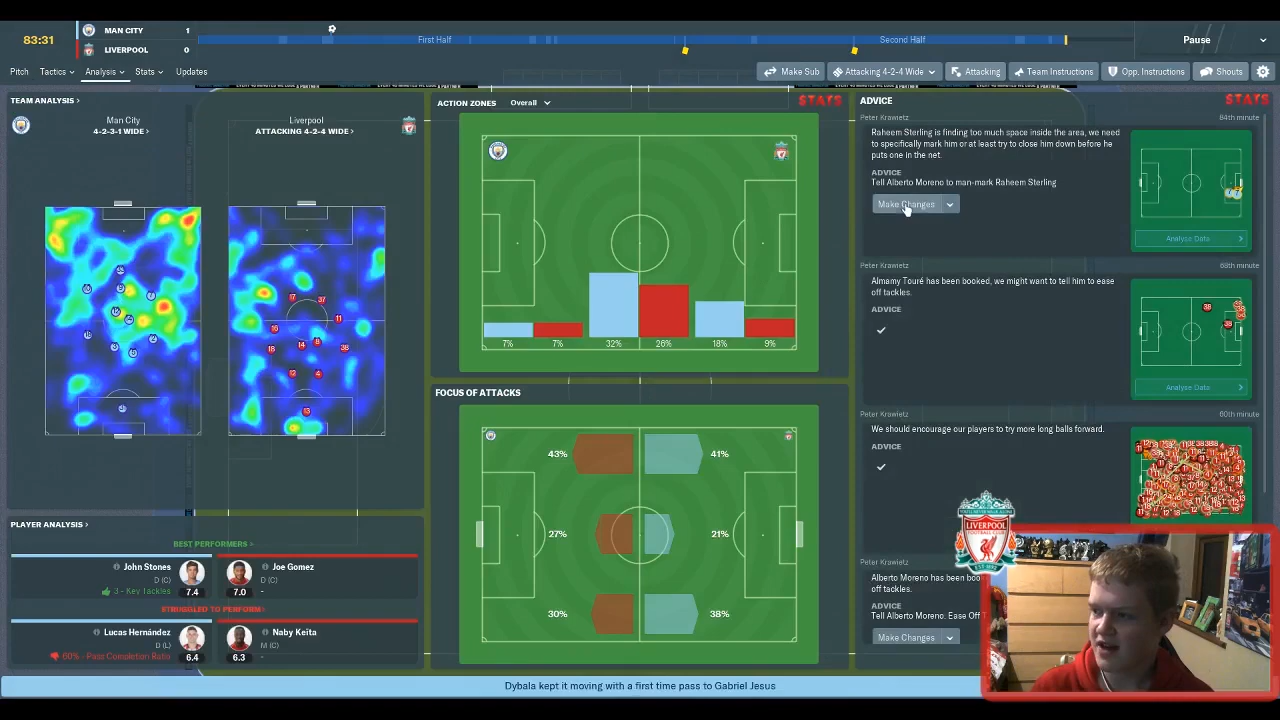 83:31
MAN CITY 1
LIVERPOOL 0
First Half
Second Half
Pause
Pitch Tactics Analysis Stats Updates
Make Sub Attacking 4-2-4 Wide Attacking Team Instructions Opp. Instructions Shouts
TEAM ANALYSIS
Man City
4-2-3-1 WIDE
Liverpool
ATTACKING 4-2-4 WIDE
ACTION ZONES Overall
STAYS
7% 7% 32% 26% 18% 9%
FOCUS OF ATTACKS
43% 41%
27% 21%
30% 38%
PLAYER ANALYSIS
BEST PERFORMERS
John Stones
D (C)
3 - Key Tackles 7.4
Joe Gomez
D (C)
7.0 -
STRUGGLED TO PERFORM
Lucas Hernández
D (L)
60% - Pass Completion Ratio 6.4
Naby Keita
M (C)
6.3 -
ADVICE
STAYS
Peter Krawietz 84th minute
Raheem Sterling is finding too much space inside the area, we need
to specifically mark him or at least try to close him down before he
puts one in the net.
ADVICE
Tell Alberto Moreno to man-mark Raheem Sterling
Make Changes
Analyse Data
Peter Krawietz 68th minute
Almamy Touré has been booked, we might want to tell him to ease
off tackles.
ADVICE
Analyse Data
Peter Krawietz 60th minute
We should encourage our players to try more long balls forward.
ADVICE
Peter Krawietz
Alberto Moreno has been boo
off tackles.
ADVICE
Tell Alberto Moreno: Ease Off T
Make Changes
LIVERPOOL
FOOTBALL CLUB
Dybala kept it moving with a first time pass to Gabriel Jesus